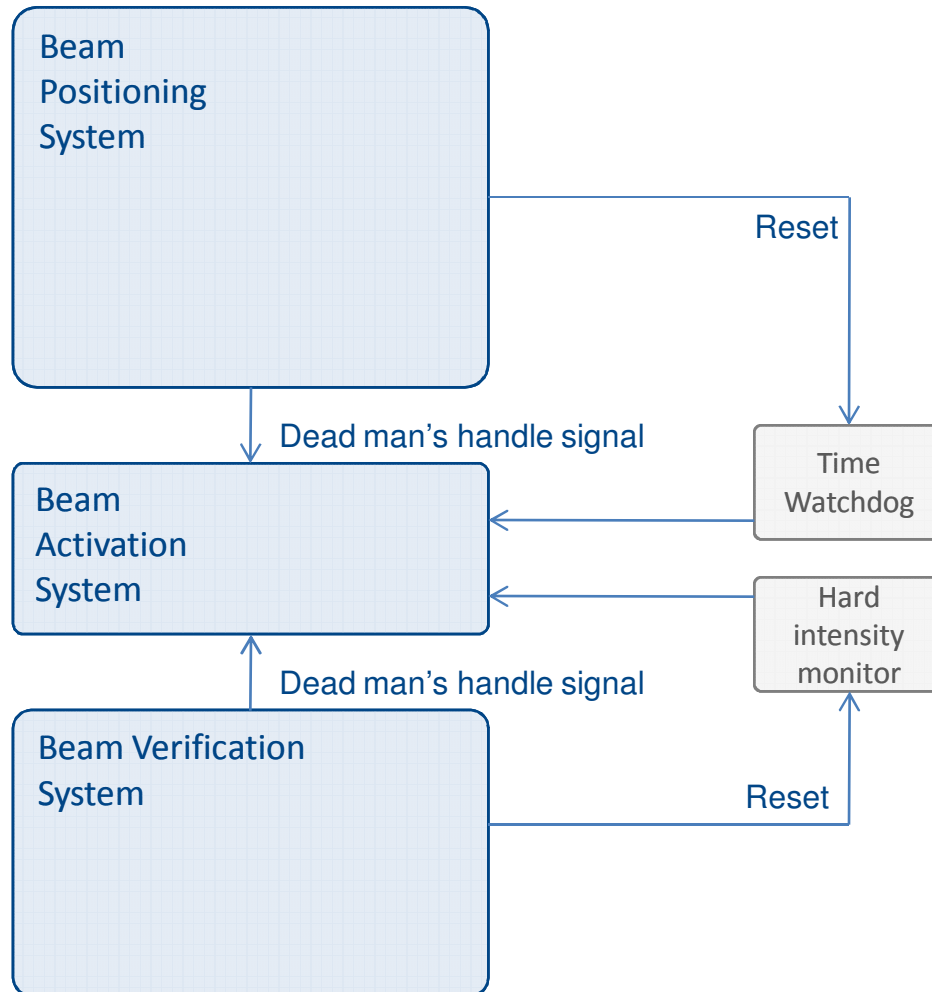 Beam
Positioning
System
Reset
Dead man's handle signal
Time
Watchdog
Beam
Activation
System
Hard
intensity
monitor
Dead man's handle signal
Beam Verification
System
Reset